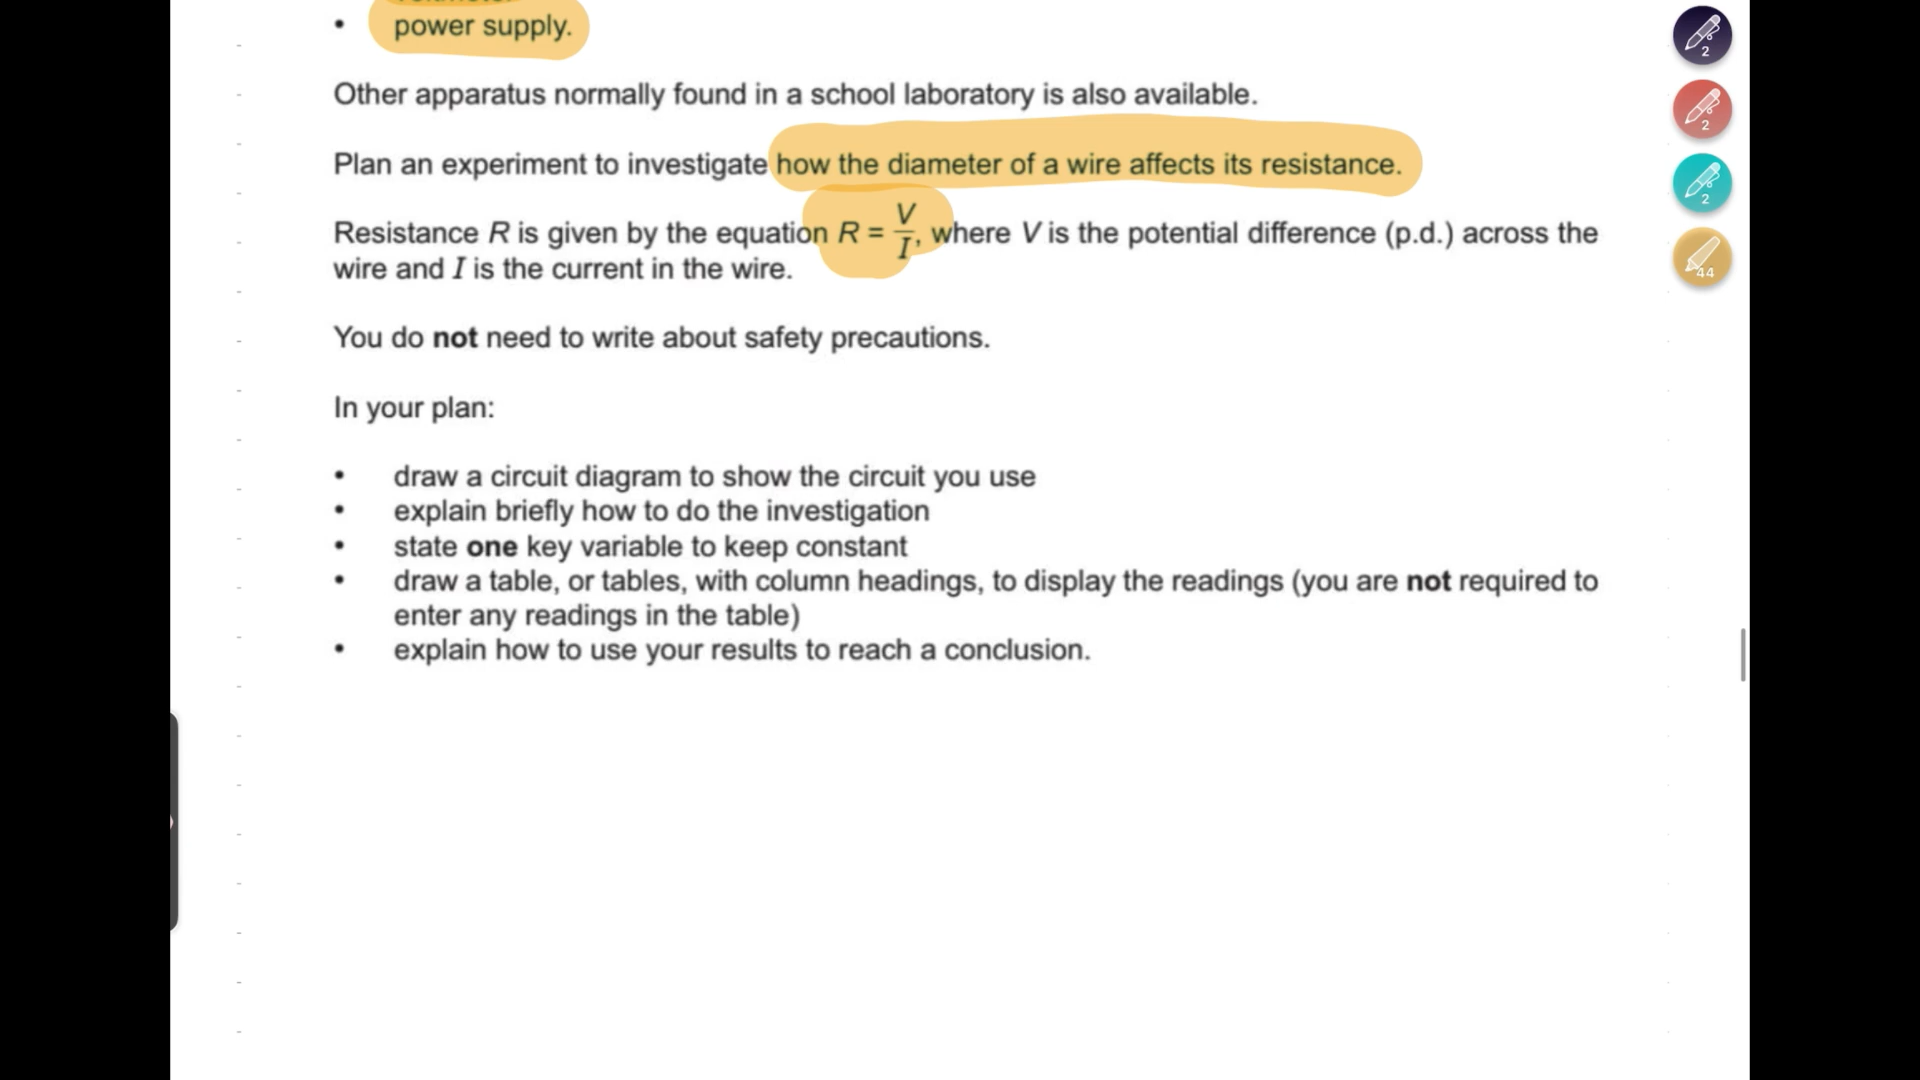 • power supply.
Other apparatus normally found in a school laboratory is also available.
Plan an experiment to investigate how the diameter of a wire affects its resistance.
Resistance R is given by the equation R = V/I, where V is the potential difference (p.d.) across the
wire and I is the current in the wire.
You do not need to write about safety precautions.
In your plan:
• draw a circuit diagram to show the circuit you use
• explain briefly how to do the investigation
• state one key variable to keep constant
• draw a table, or tables, with column headings, to display the readings (you are not required to
enter any readings in the table)
• explain how to use your results to reach a conclusion.
2
2
2
44